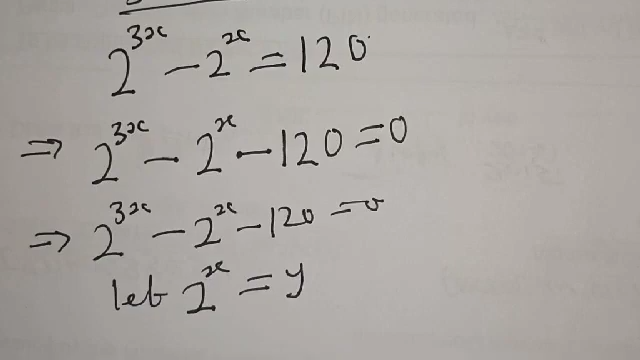 2^{3x} - 2^{x} = 120
⇒ 2^{3x} - 2^{x} - 120 = 0
⇒ 2^{3x} - 2^{x} - 120 = 0
let 2^{x} = y